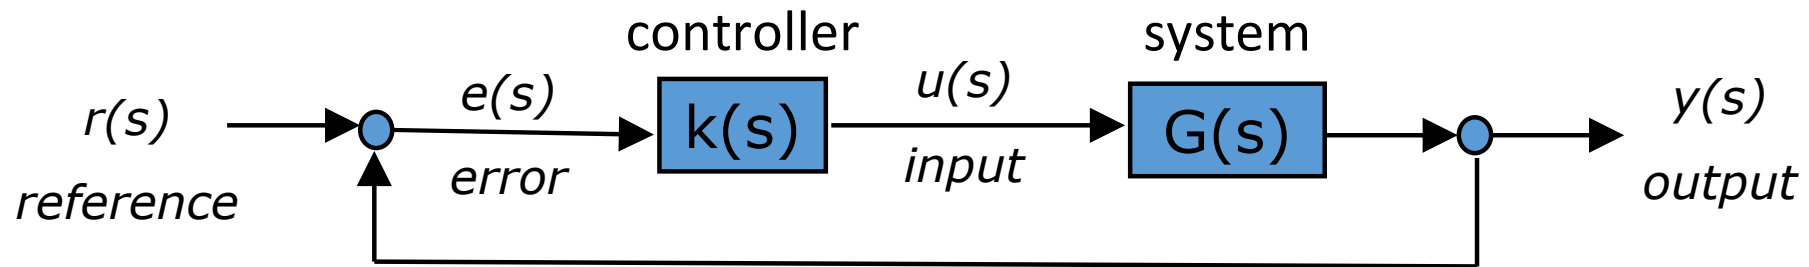 controller
system
r(s)
reference
e(s)
error
k(s)
u(s)
input
G(s)
y(s)
output